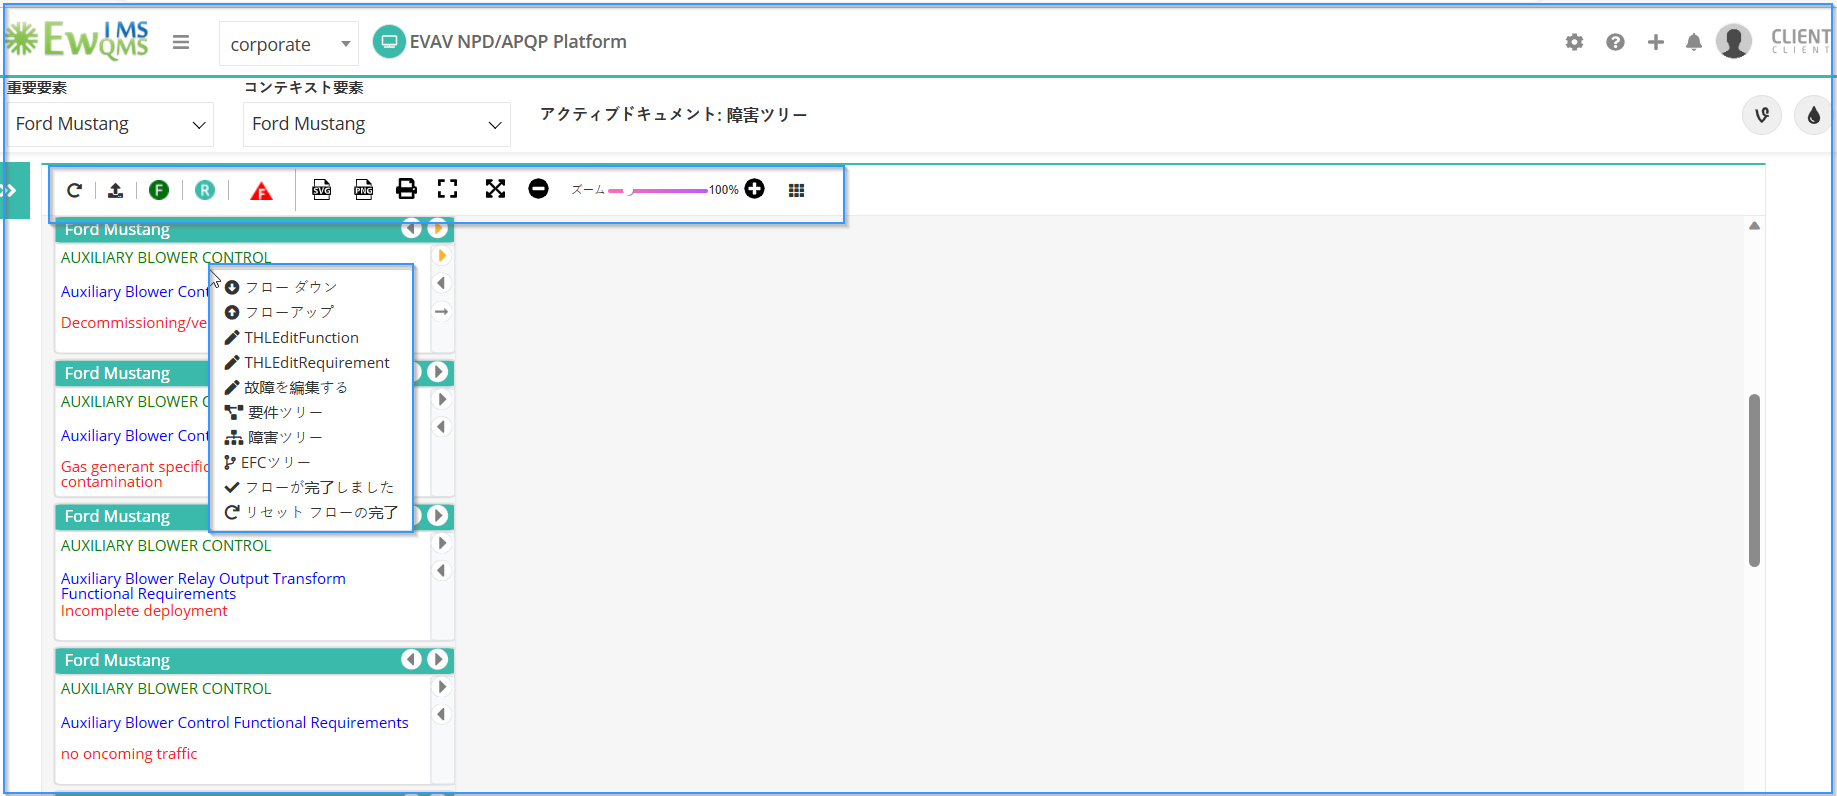 EwQMS IMS
corporate
EVAV NPD/APQP Platform
CLIENT
CLIENT
重要要素
コンテキスト要素
Ford Mustang
Ford Mustang
アクティブドキュメント: 障害ツリー
F
R
F
SVG
PNG
ズーム
100%
Ford Mustang
AUXILIARY BLOWER CONTROL
Auxiliary Blower Cont
Decommissioning/ve
フロー ダウン
フローアップ
THLEditFunction
THLEditRequirement
故障を編集する
要件ツリー
障害ツリー
EFCツリー
フローが完了しました
リセット フローの完了
Ford Mustang
AUXILIARY BLOWER C
Auxiliary Blower Cont
Gas generant specific
contamination
Ford Mustang
AUXILIARY BLOWER CONTROL
Auxiliary Blower Relay Output Transform
Functional Requirements
Incomplete deployment
Ford Mustang
AUXILIARY BLOWER CONTROL
Auxiliary Blower Control Functional Requirements
no oncoming traffic